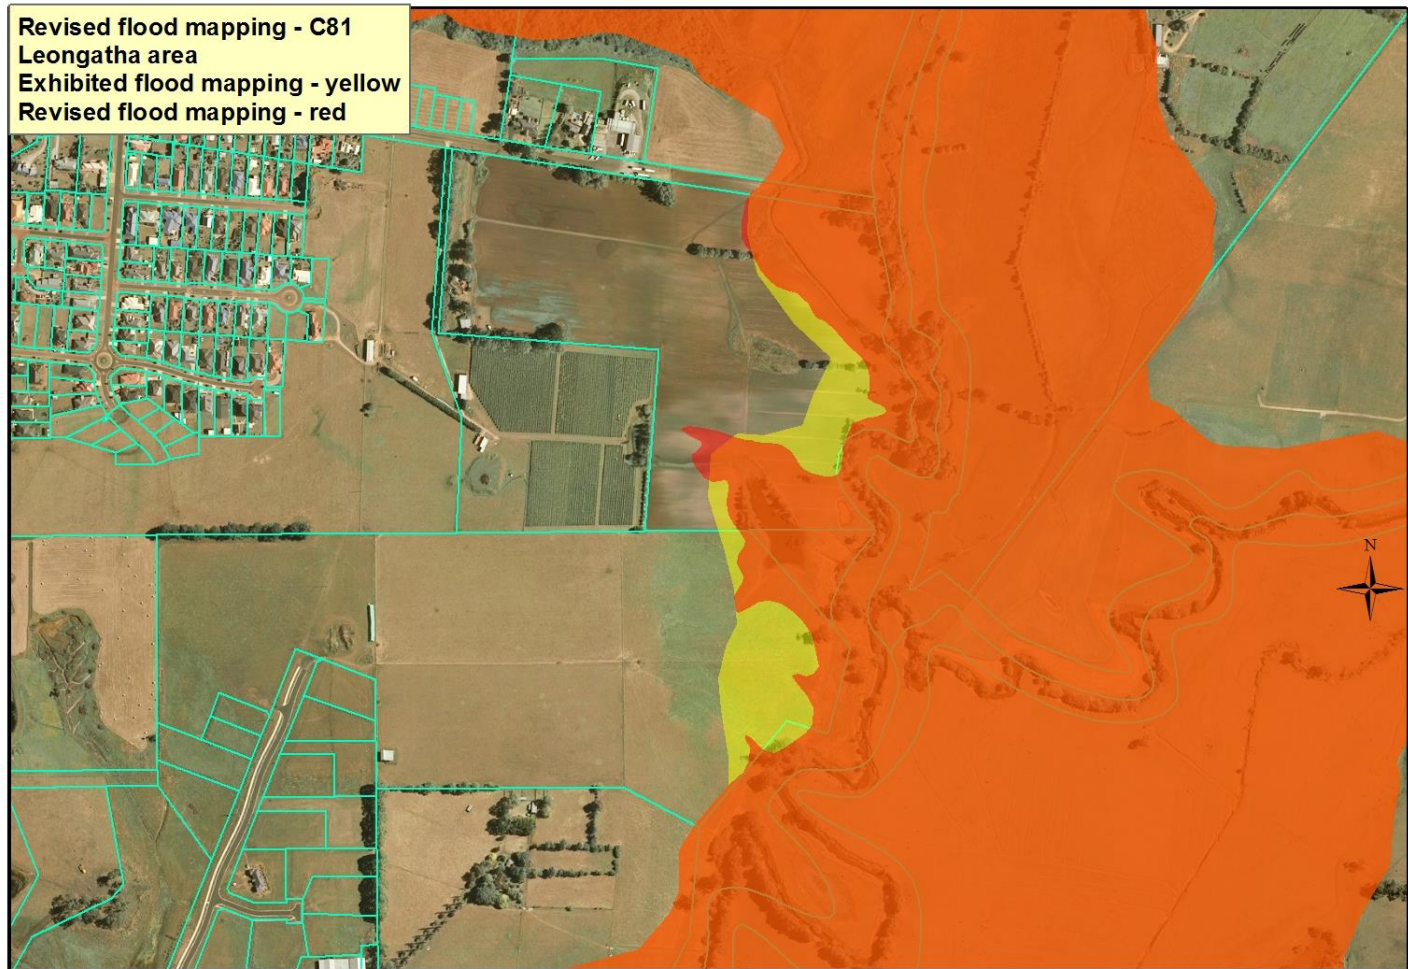 Revised flood mapping - C81
Leongatha area
Exhibited flood mapping - yellow
Revised flood mapping - red
N